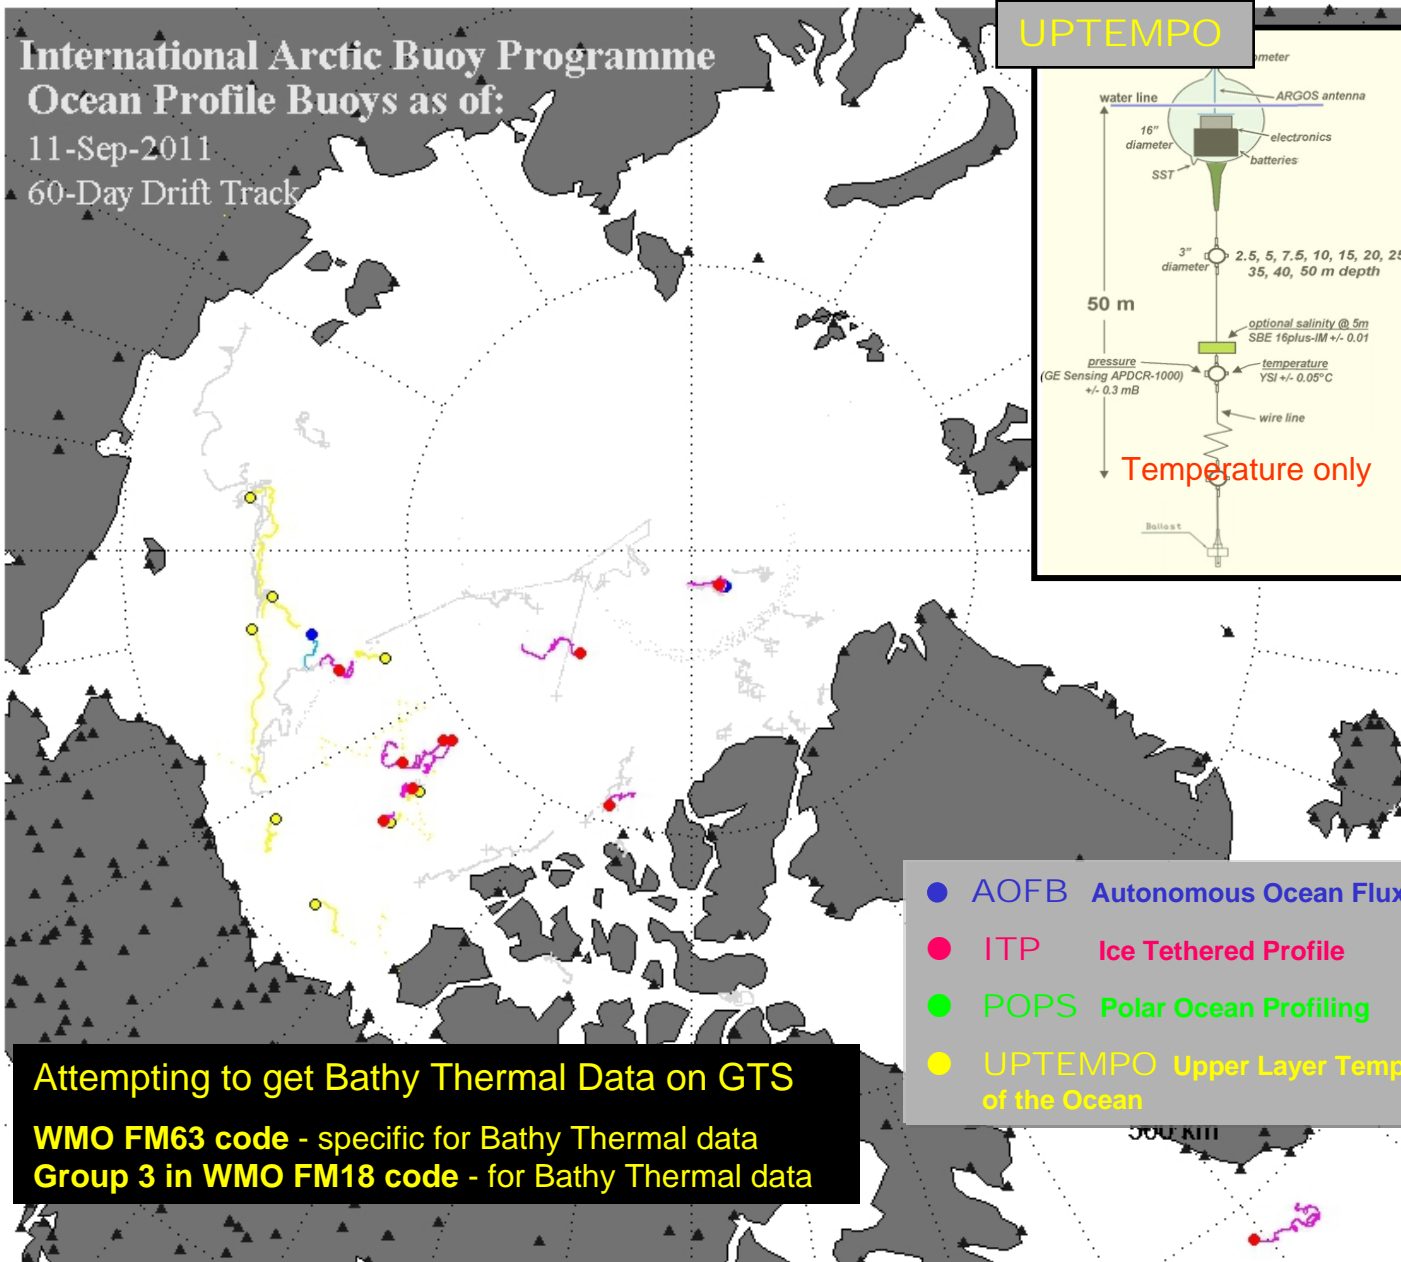 International Arctic Buoy Programme
Ocean Profile Buoys as of:
11-Sep-2011
60-Day Drift Track
UPTEMPO
ometer
water line
ARGOS antenna
16"
diameter
electronics
batteries
SST
3"
diameter
2.5, 5, 7.5, 10, 15, 20, 25
35, 40, 50 m depth
50 m
optional salinity @ 5m
SBE 16plus-IM +/- 0.01
pressure
(GE Sensing APDCR-1000)
+/- 0.3 mB
temperature
YSI +/- 0.05°C
wire line
Temperature only
Ballast
AOFB Autonomous Ocean Flux
ITP Ice Tethered Profile
POPS Polar Ocean Profiling
UPTEMPO Upper Layer Temp
of the Ocean
500 km
Attempting to get Bathy Thermal Data on GTS
WMO FM63 code - specific for Bathy Thermal data
Group 3 in WMO FM18 code - for Bathy Thermal data